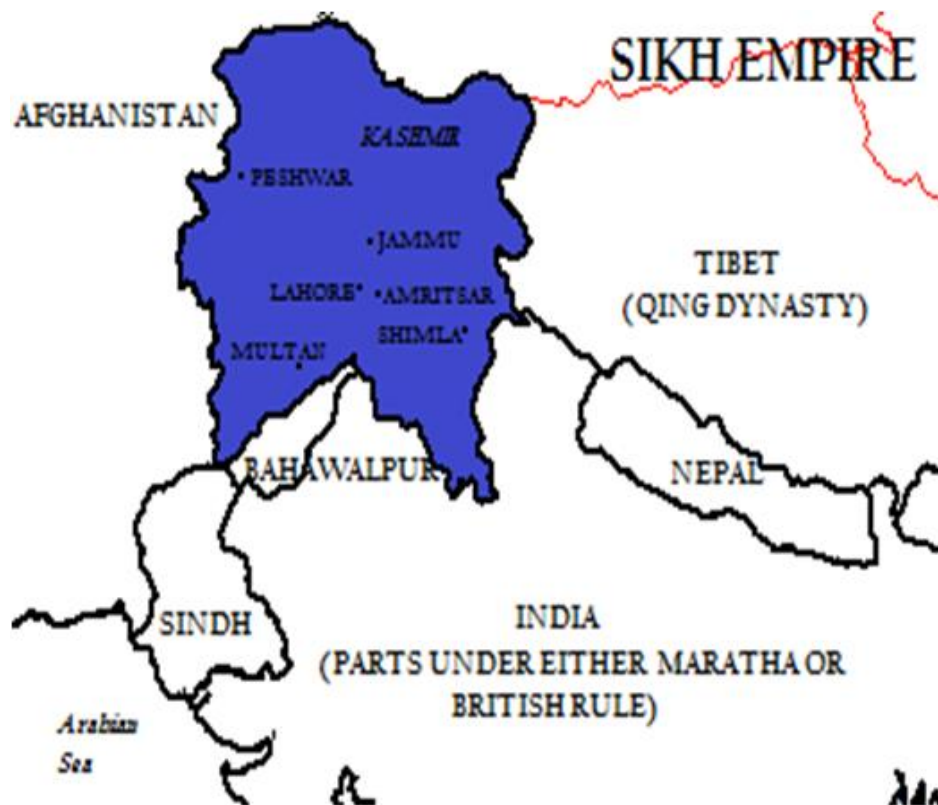 SIKH EMPIRE
AFGHANISTAN
KASHMIR
PESHWAR
JAMMU
LAHORE
AMRITSAR
SHIMLA
MULTAN
TIBET
(QING DYNASTY)
BAHAWALPUR
NEPAL
SINDH
INDIA
(PARTS UNDER EITHER MARATHA OR
BRITISH RULE)
Arabian
Sea